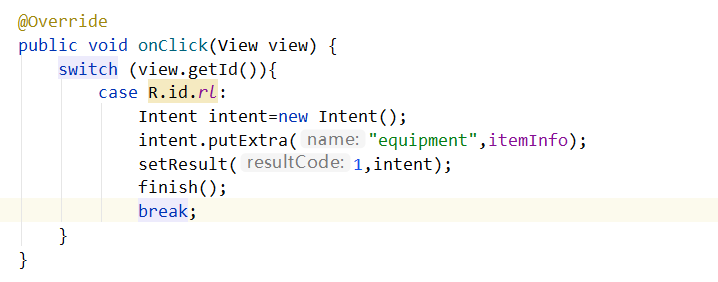 @Override
public void onClick(View view) {
    switch (view.getId()){
        case R.id.rl:
            Intent intent=new Intent();
            intent.putExtra( name: "equipment",itemInfo);
            setResult( resultCode: 1,intent);
            finish();
            break;
    }
}